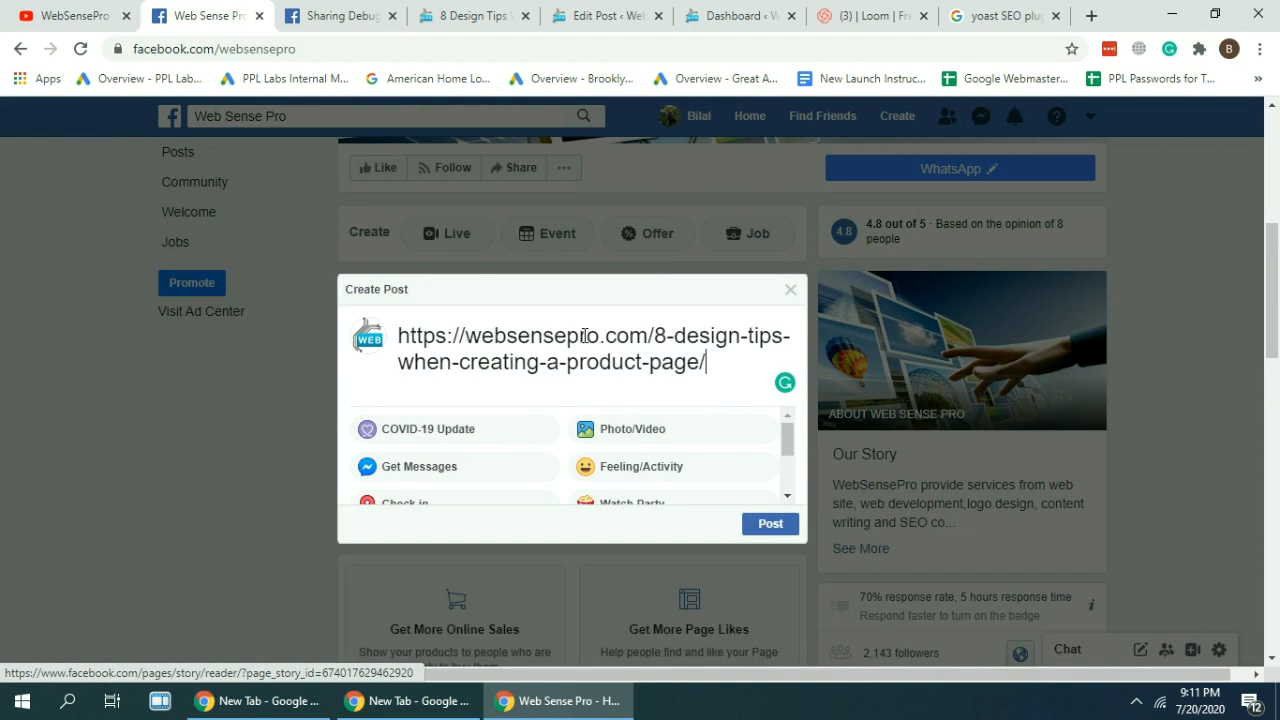 WebSensePro
Web Sense Pro
Sharing Debug
8 Design Tips W
Edit Post ‹ Web
Dashboard ‹ W
(3) | Loom | Fre
yoast SEO plug
facebook.com/websensepro
B
Apps
Overview - PPL Lab...
PPL Labs Internal M...
American Home Lo...
Overview - Brookly...
Overview - Great A...
New Launch Instruc...
Google Webmaster...
PPL Passwords for T...
Web Sense Pro
Bilal
Home
Find Friends
Create
Posts
Community
Welcome
Jobs
Promote
Visit Ad Center
Like
Follow
Share
WhatsApp
Create
Live
Event
Offer
Job
4.8
4.8 out of 5 · Based on the opinion of 8
people
Create Post
WEB
https://websensepro.com/8-design-tips-
when-creating-a-product-page/
COVID-19 Update
Photo/Video
Get Messages
Feeling/Activity
Check in
Watch Party
Post
ABOUT WEB SENSE PRO
Our Story
WebSensePro provide services from web
site, web development,logo design, content
writing and SEO co...
See More
Get More Online Sales
Show your products to people who are
Get More Page Likes
Help people find and like your Page
70% response rate, 5 hours response time
Respond faster to turn on the badge
2,143 followers
Chat
https://www.facebook.com/pages/story/reader/?page_story_id=674017629462920
New Tab - Google ...
New Tab - Google ...
Web Sense Pro - H...
9:11 PM
7/20/2020
12